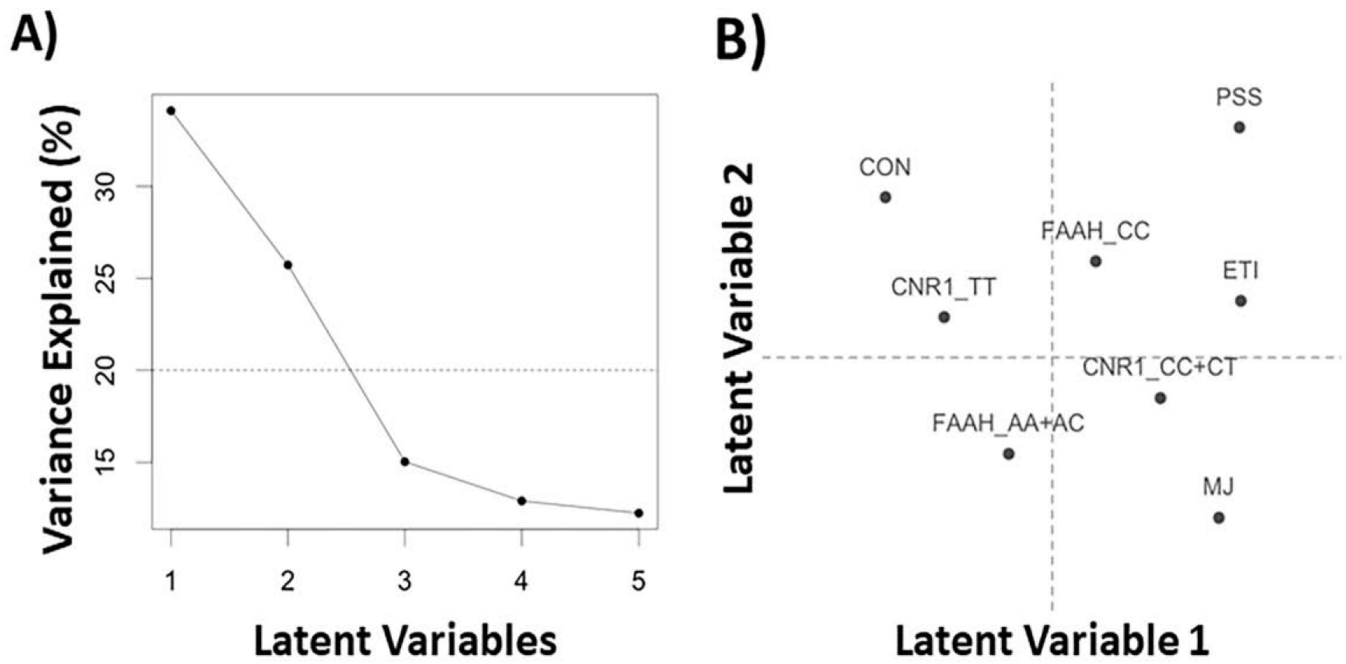 A)
Variance Explained (%)
30
25
20
15
1 2 3 4 5
Latent Variables
B)
Latent Variable 2
PSS
CON
FAAH_CC
ETI
CNR1_TT
CNR1_CC+CT
FAAH_AA+AC
MJ
Latent Variable 1